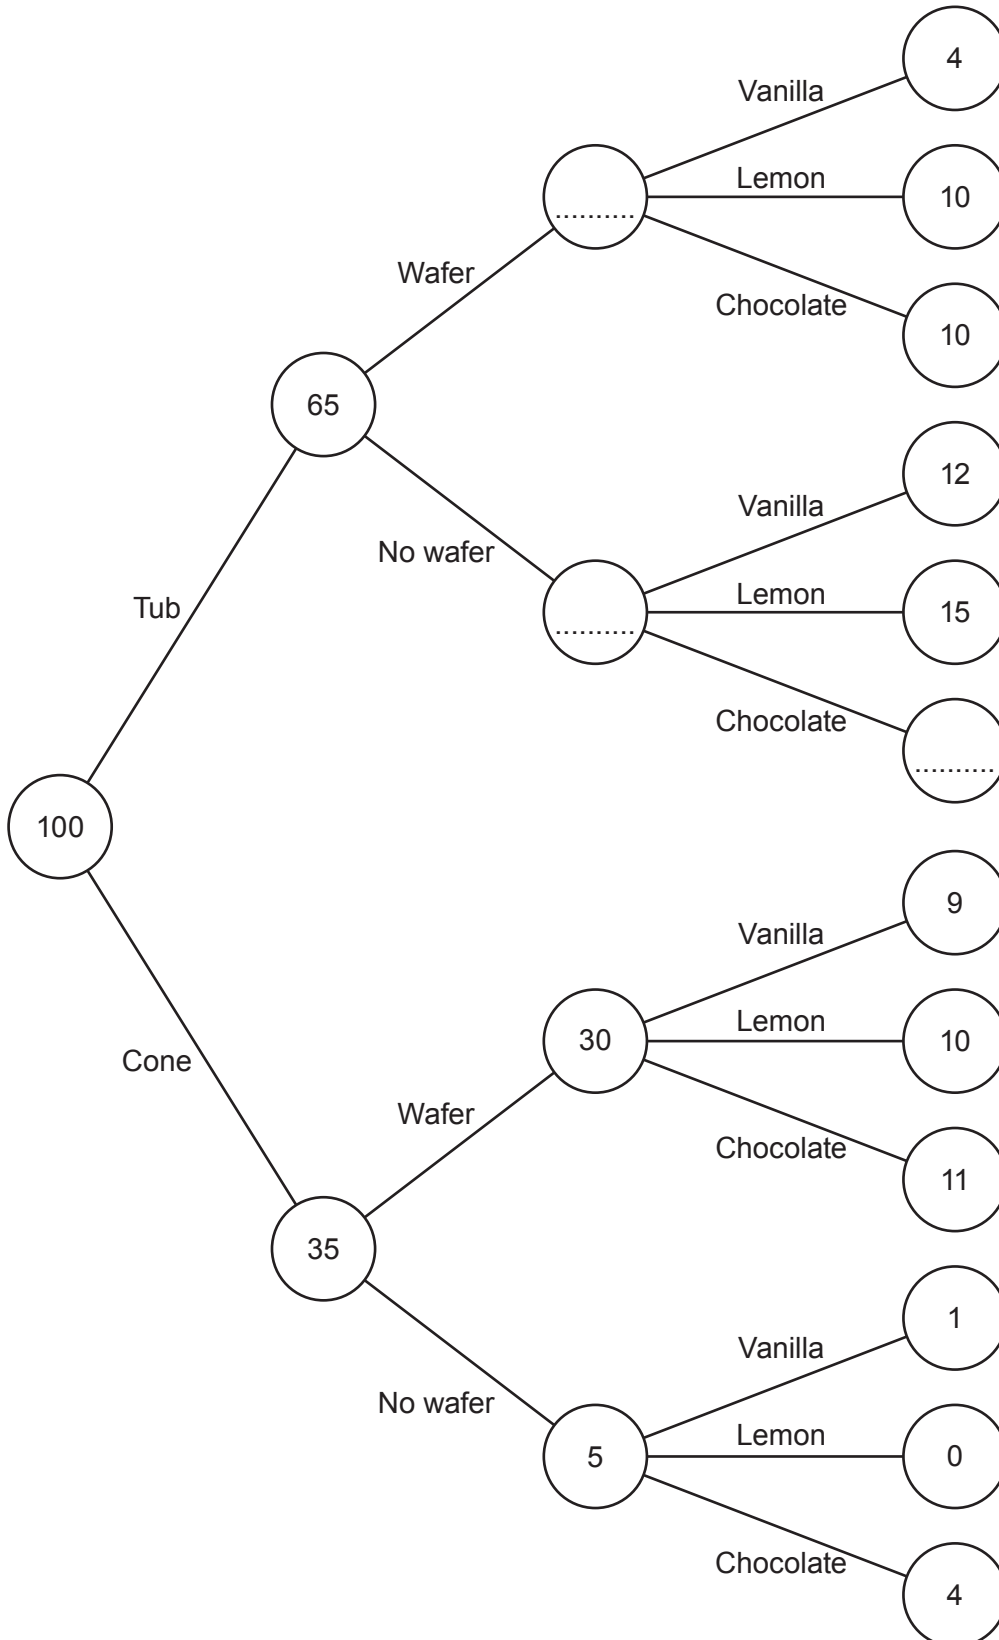 4
Vanilla
Lemon
10
..........
Wafer
Chocolate
10
65
12
Vanilla
No wafer
Lemon
15
..........
Tub
Chocolate
..........
100
9
Vanilla
Lemon
30
10
Cone
Wafer
Chocolate
11
35
1
Vanilla
No wafer
Lemon
5
0
Chocolate
4